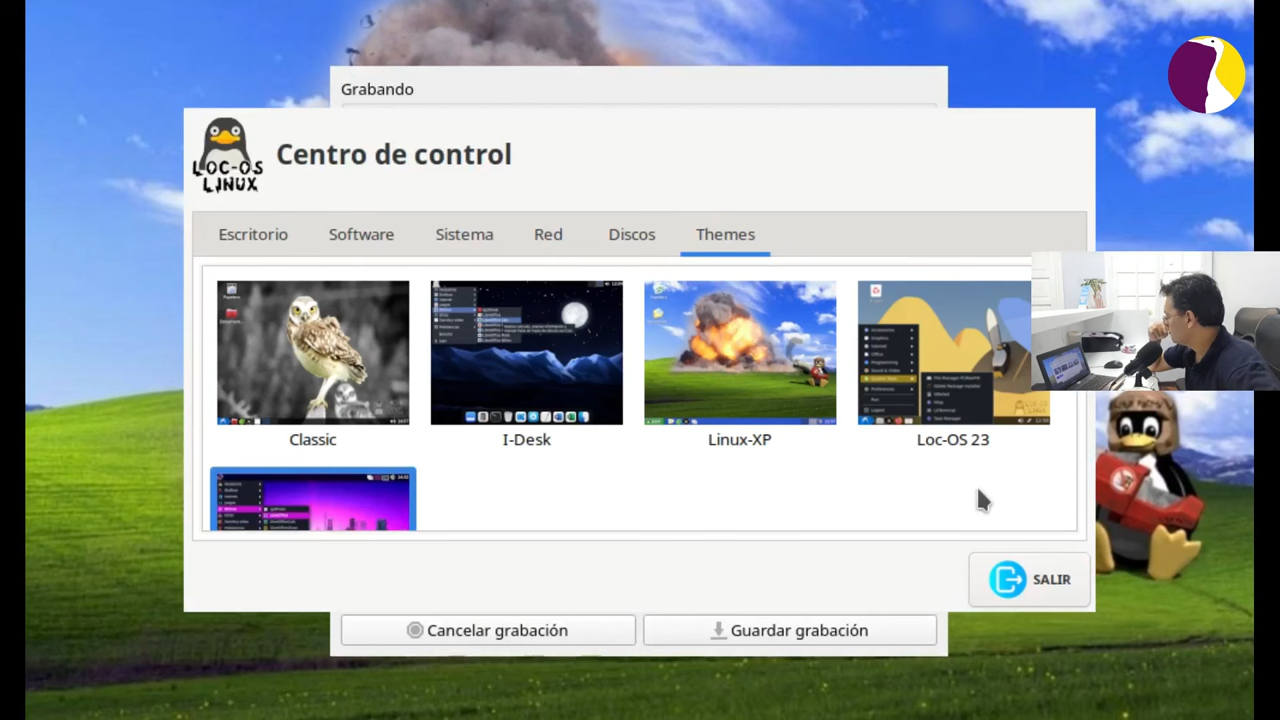 Grabando
LOC-OS
LINUX
Centro de control
Escritorio Software Sistema Red Discos Themes
Classic I-Desk Linux-XP Loc-OS 23
SALIR
Cancelar grabación Guardar grabación